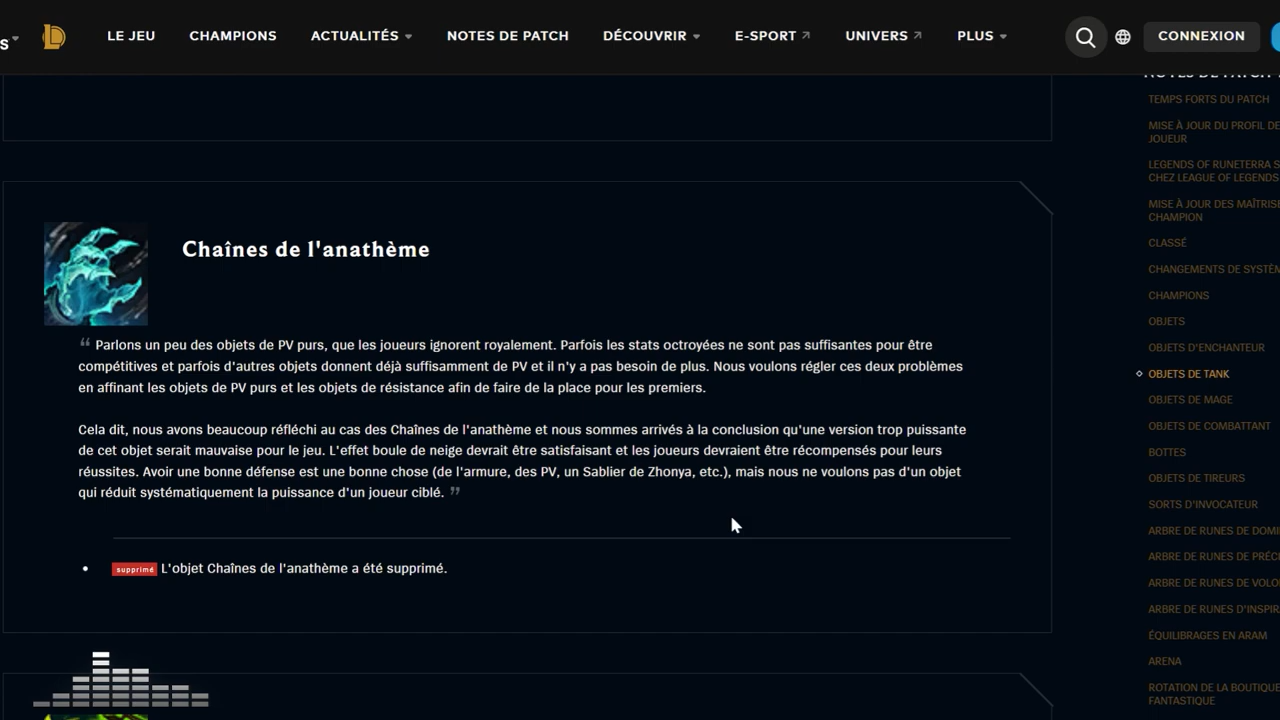 S
LE JEU
CHAMPIONS
ACTUALITÉS
NOTES DE PATCH
DÉCOUVRIR
E-SPORT
UNIVERS
PLUS
CONNEXION
Chaînes de l'anathème
“ Parlons un peu des objets de PV purs, que les joueurs ignorent royalement. Parfois les stats octroyées ne sont pas suffisantes pour être
compétitives et parfois d'autres objets donnent déjà suffisamment de PV et il n'y a pas besoin de plus. Nous voulons régler ces deux problèmes
en affinant les objets de PV purs et les objets de résistance afin de faire de la place pour les premiers.
Cela dit, nous avons beaucoup réfléchi au cas des Chaînes de l'anathème et nous sommes arrivés à la conclusion qu'une version trop puissante
de cet objet serait mauvaise pour le jeu. L'effet boule de neige devrait être satisfaisant et les joueurs devraient être récompensés pour leurs
réussites. Avoir une bonne défense est une bonne chose (de l'armure, des PV, un Sablier de Zhonya, etc.), mais nous ne voulons pas d'un objet
qui réduit systématiquement la puissance d'un joueur ciblé. ”
• supprimé L'objet Chaînes de l'anathème a été supprimé.
NOTES DE PATCH
TEMPS FORTS DU PATCH
MISE À JOUR DU PROFIL DE
JOUEUR
LEGENDS OF RUNETERRA S
CHEZ LEAGUE OF LEGENDS
MISE À JOUR DES MAÎTRISE
CHAMPION
CLASSÉ
CHANGEMENTS DE SYSTÈM
CHAMPIONS
OBJETS
OBJETS D'ENCHANTEUR
OBJETS DE TANK
OBJETS DE MAGE
OBJETS DE COMBATTANT
BOTTES
OBJETS DE TIREURS
SORTS D'INVOCATEUR
ARBRE DE RUNES DE DOMI
ARBRE DE RUNES DE PRÉCI
ARBRE DE RUNES DE VOLO
ARBRE DE RUNES D'INSPIRA
ÉQUILIBRAGES EN ARAM
ARENA
ROTATION DE LA BOUTIQUE
FANTASTIQUE